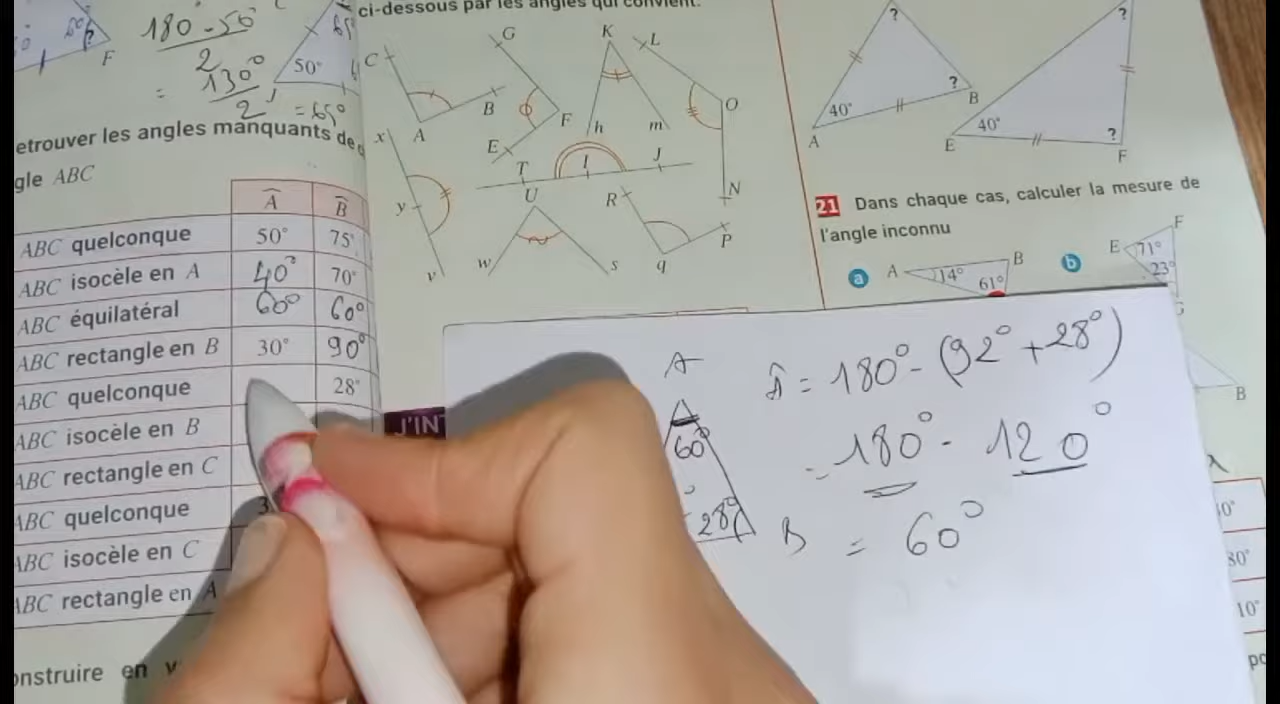 180° - 50°
2
= 130°
2
= 65°
65°
50°
J
F
etrouver les angles manquants de
gle ABC
A B
ABC quelconque 50° 75°
ABC isocèle en A 40° 70°
ABC équilatéral 60° 60°
ABC rectangle en B 30° 90°
ABC quelconque 28°
ABC isocèle en B
ABC rectangle en C
ABC quelconque 3
ABC isocèle en C
ABC rectangle en A
onstruire en v
ci-dessous par les angles qui convient.
C G K L
B F h m O
A E
x T I J N
y U R P
w s q
v
J'IN
? ?
40° ? B
A
40° ?
E F
21 Dans chaque cas, calculer la mesure de
l'angle inconnu
a A 14° 61° B
b E 71° 23° F
B
A
60°
28°
B
Â = 180° - (92° + 28°)
= 180° - 120°
= 60°
80°
10°